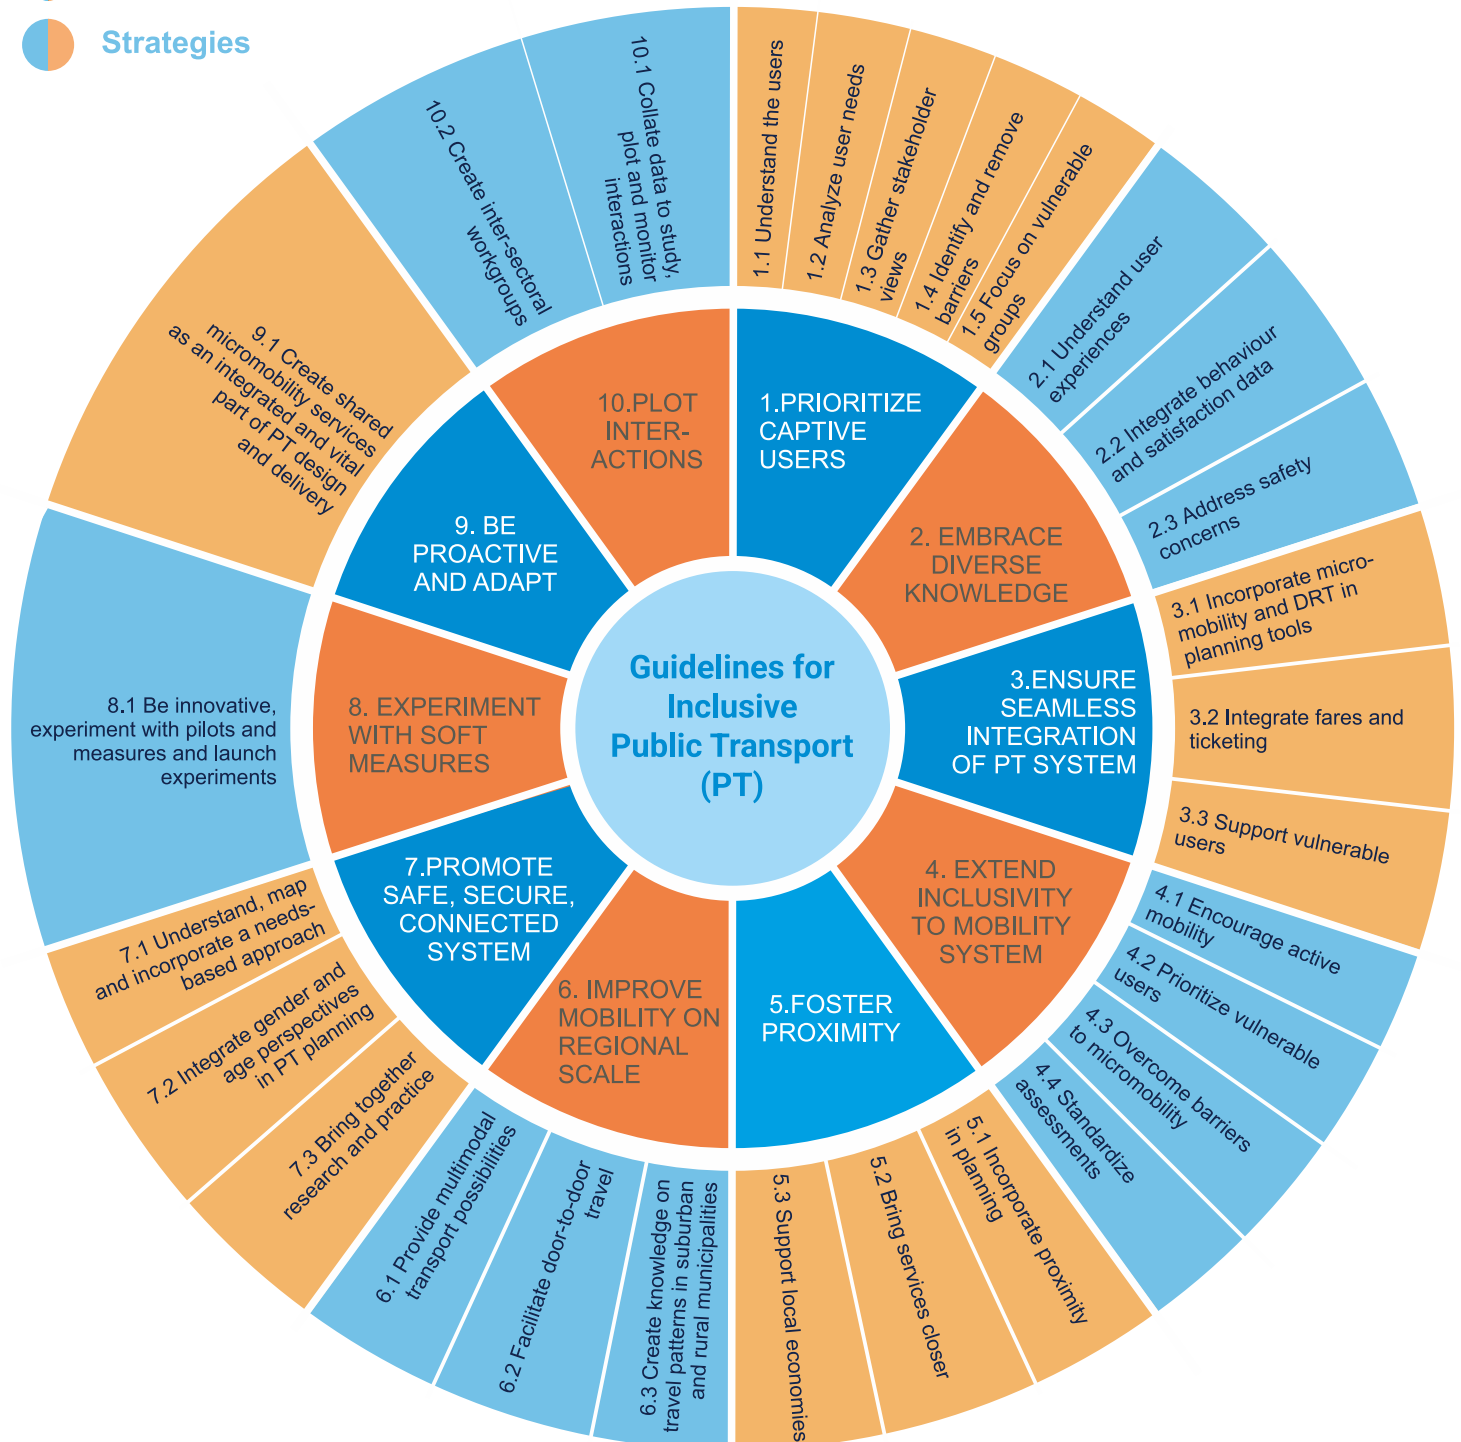 Strategies
Guidelines for
Inclusive
Public Transport
(PT)
1.PRIORITIZE
CAPTIVE
USERS
1.1 Understand the users
1.2 Analyze user needs
1.3 Gather stakeholder
views
1.4 Identify and remove
barriers
1.5 Focus on vulnerable
groups
2. EMBRACE
DIVERSE
KNOWLEDGE
2.1 Understand user
experiences
2.2 Integrate behaviour
and satisfaction data
2.3 Address safety
concerns
3.ENSURE
SEAMLESS
INTEGRATION
OF PT SYSTEM
3.1 Incorporate micro-
mobility and DRT in
planning tools
3.2 Integrate fares and
ticketing
3.3 Support vulnerable
users
4. EXTEND
INCLUSIVITY
TO MOBILITY
SYSTEM
4.1 Encourage active
mobility
4.2 Prioritize vulnerable
users
4.3 Overcome barriers
to micromobility
4.4 Standardize
assessments
5.FOSTER
PROXIMITY
5.1 Incorporate proximity
in planning
5.2 Bring services closer
5.3 Support local economies
6. IMPROVE
MOBILITY ON
REGIONAL
SCALE
6.1 Provide multimodal
transport possibilities
6.2 Facilitate door-to-door
travel
6.3 Create knowledge on
travel patterns in suburban
and rural municipalities
7.PROMOTE
SAFE, SECURE,
CONNECTED
SYSTEM
7.1 Understand, map
and incorporate a needs-
based approach
7.2 Integrate gender and
age perspectives
in PT planning
7.3 Bring together
research and practice
8. EXPERIMENT
WITH SOFT
MEASURES
8.1 Be innovative,
experiment with pilots and
measures and launch
experiments
9. BE
PROACTIVE
AND ADAPT
9.1 Create shared
micromobility services
as an integrated and vital
part of PT design
and delivery
10.PLOT
INTER-
ACTIONS
10.1 Collate data to study,
plot and monitor
interactions
10.2 Create inter-sectoral
workgroups